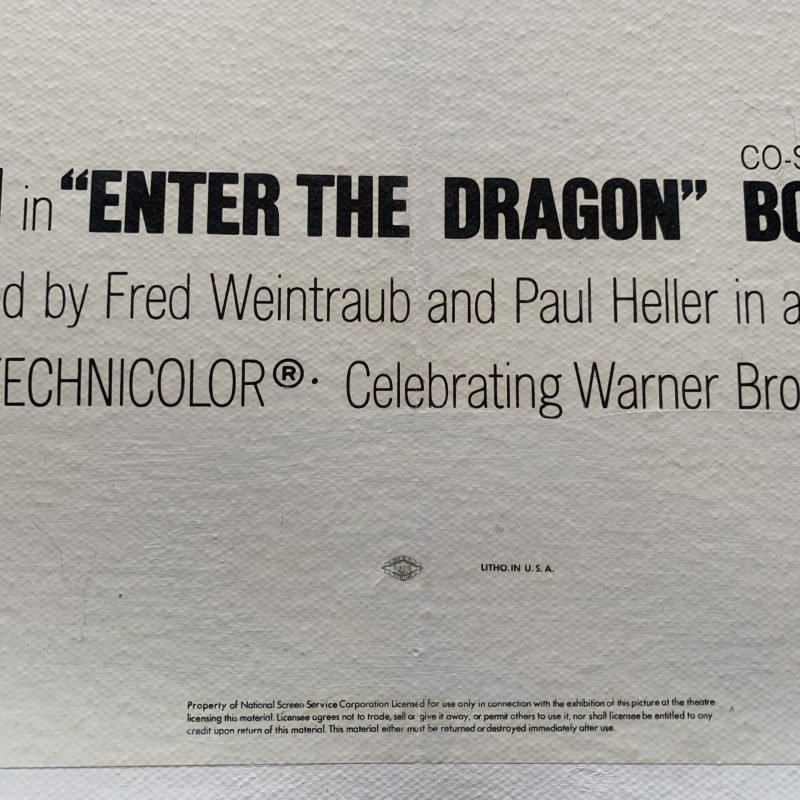 CO-S
in "ENTER THE DRAGON" BO
d by Fred Weintraub and Paul Heller in a
TECHNICOLOR®. Celebrating Warner Bro
LITHO. IN U. S. A.
Property of National Screen Service Corporation Licensed for use only in connection with the exhibition of this picture at the theatre
licensing this material. Licensee agrees not to trade, sell or give it away, or permit others to use it, nor shall licensee be entitled to any
credit upon return of this material. This material either must be returned or destroyed immediately after use.
A